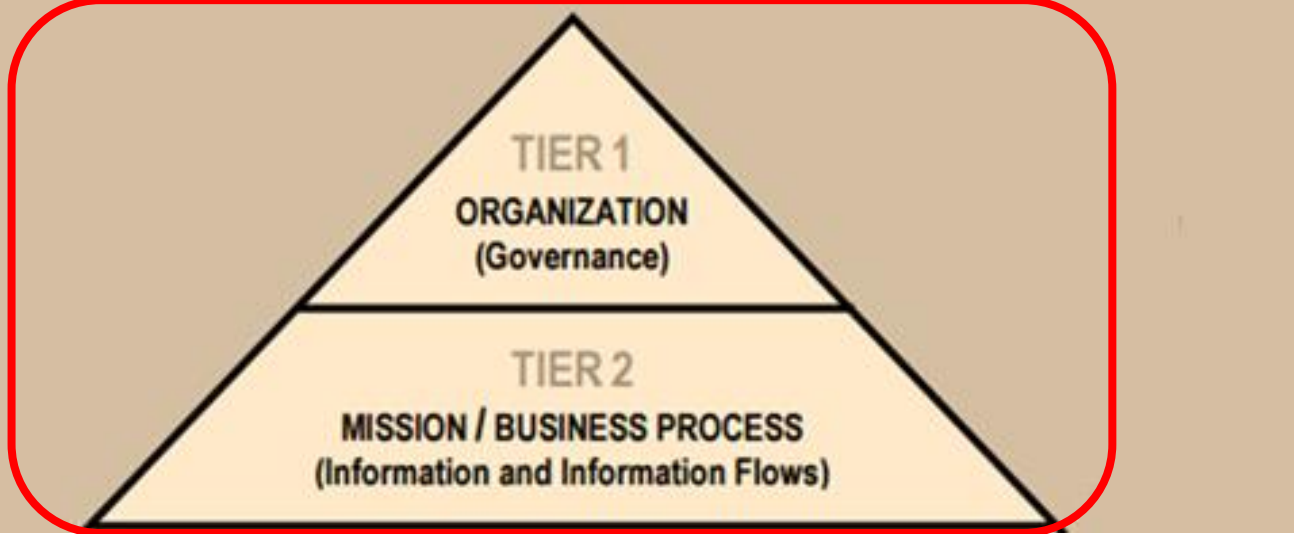 TIER 1
ORGANIZATION
(Governance)
TIER 2
MISSION / BUSINESS PROCESS
(Information and Information Flows)